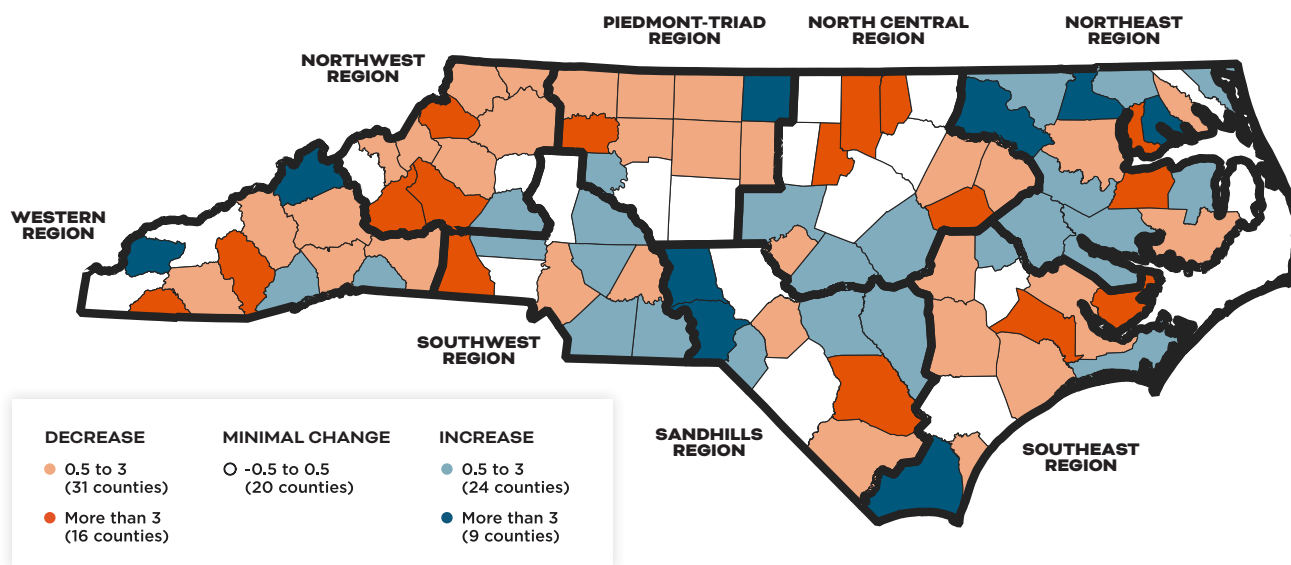 PIEDMONT-TRIAD
REGION
NORTH CENTRAL
REGION
NORTHEAST
REGION
NORTHWEST
REGION
WESTERN
REGION
SOUTHWEST
REGION
SANDHILLS
REGION
SOUTHEAST
REGION
DECREASE
0.5 to 3
(31 counties)
More than 3
(16 counties)
MINIMAL CHANGE
-0.5 to 0.5
(20 counties)
INCREASE
0.5 to 3
(24 counties)
More than 3
(9 counties)